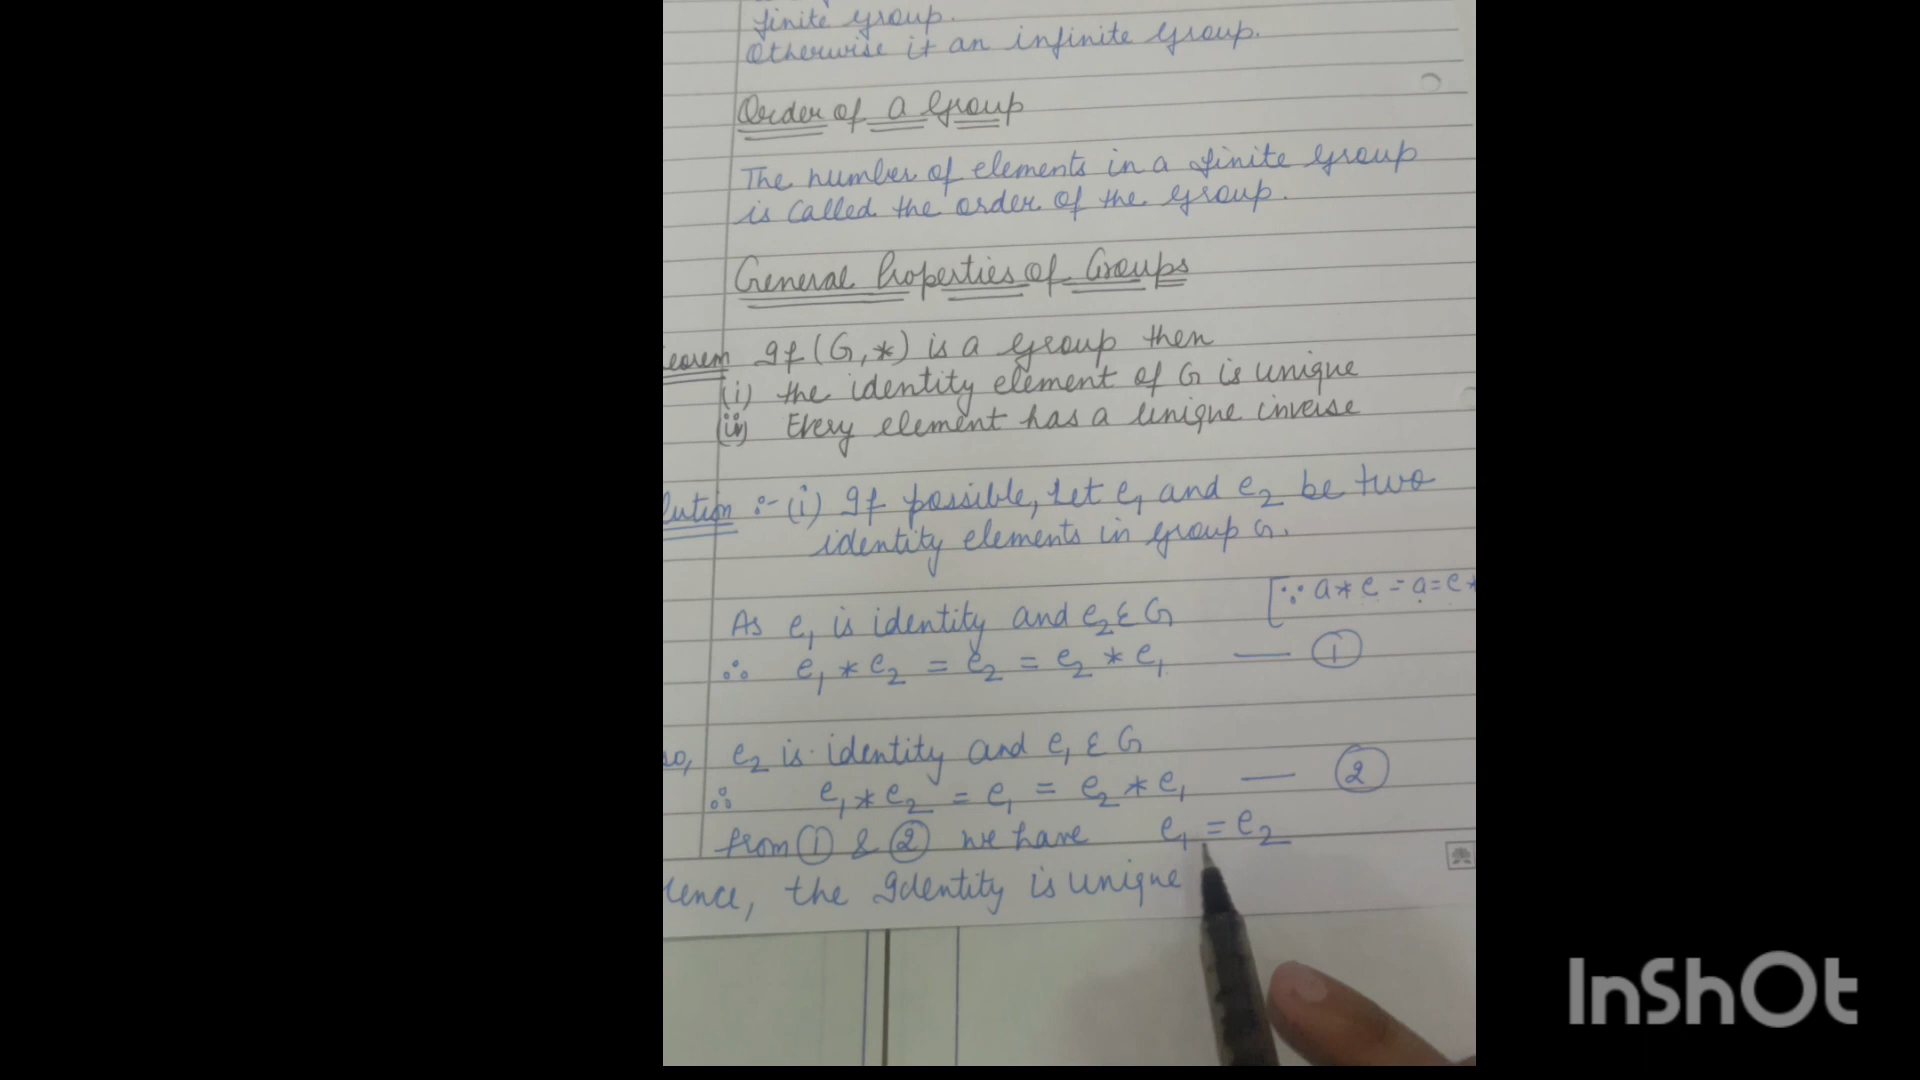 finite group.
Otherwise it an infinite group.
Order of a Group
The number of elements in a finite group
is called the order of the group.
General Properties of Groups
eorem If (G, *) is a group then
(i) the identity element of G is unique
(ii) Every element has a unique inverse
lution :- (i) If possible, Let e₁ and e₂ be two
identity elements in group G.
[∵ a * e = a = e *
As e₁ is identity and e₂ ε G
∴ e₁ * e₂ = e₂ = e₂ * e₁ — ①
so, e₂ is identity and e₁ ε G
∴ e₁ * e₂ = e₁ = e₂ * e₁ — ②
from ① & ② we have e₁ = e₂
ence, the Identity is unique
InShOt